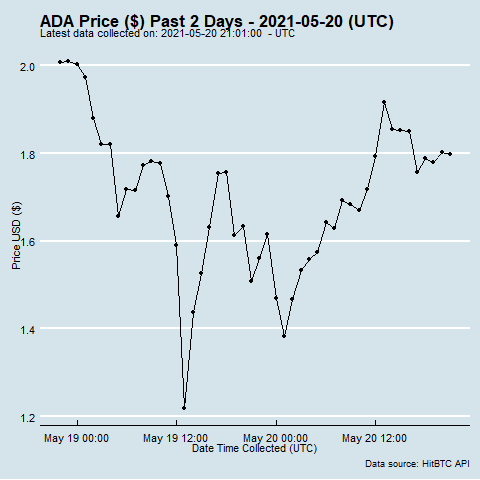 ADA Price ($) Past 2 Days - 2021-05-20 (UTC)
Latest data collected on: 2021-05-20 21:01:00 - UTC
2.0
1.8
1.6
1.4
1.2
Price USD ($)
May 19 00:00 May 19 12:00 May 20 00:00 May 20 12:00
Date Time Collected (UTC)
Data source: HitBTC API